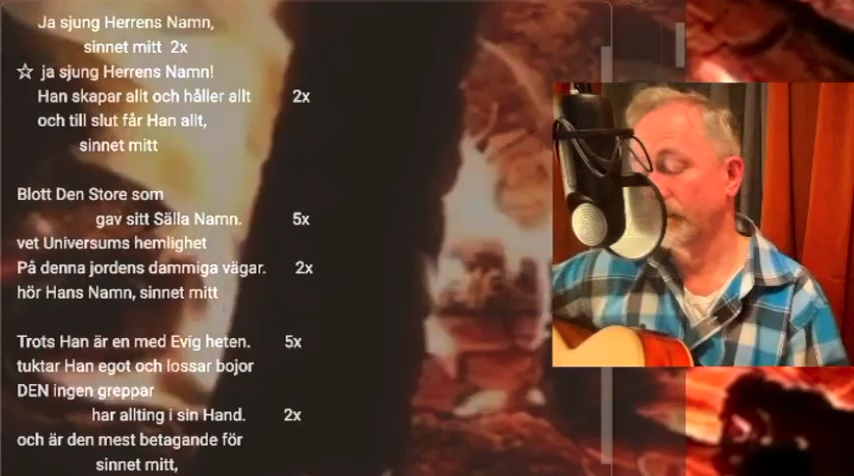 Ja sjung Herrens Namn,
sinnet mitt 2x
☆ ja sjung Herrens Namn!
Han skapar allt och håller allt 2x
och till slut får Han allt,
sinnet mitt
Blott Den Store som
gav sitt Sälla Namn. 5x
vet Universums hemlighet
På denna jordens dammiga vägar. 2x
hör Hans Namn, sinnet mitt
Trots Han är en med Evig heten. 5x
tuktar Han egot och lossar bojor
DEN ingen greppar
har allting i sin Hand. 2x
och är den mest betagande för
sinnet mitt,